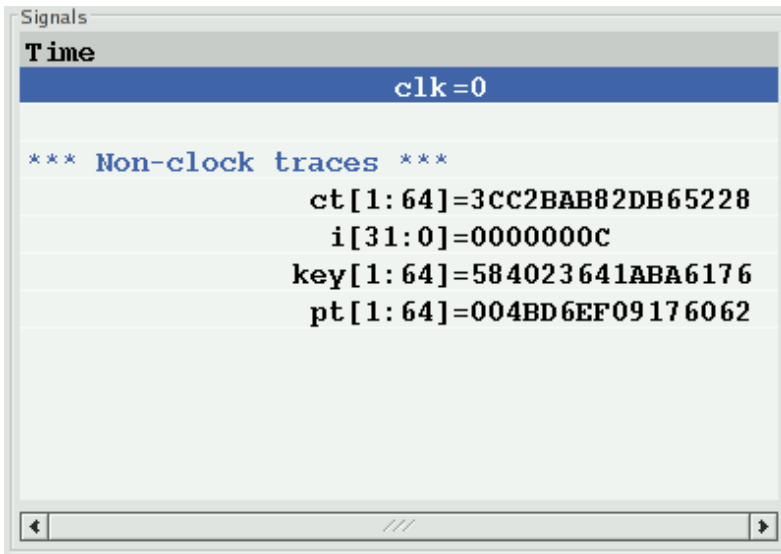 Signals
Time
clk=0
*** Non-clock traces ***
ct[1:64]=3CC2BAB82DB65228
i[31:0]=0000000C
key[1:64]=584023641ABA6176
pt[1:64]=004BD6EF09176062